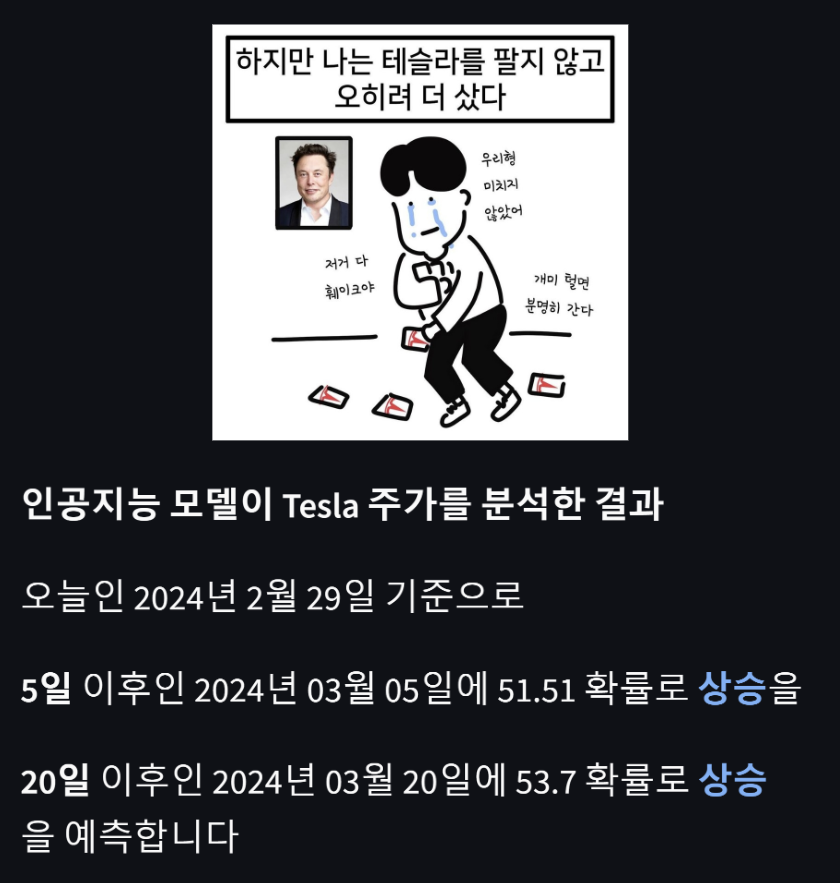 하지만 나는 테슬라를 팔지 않고
오히려 더 샀다
우리형
미치지
않았어
저거 다
훼이크야
개미 털면
분명히 간다
인공지능 모델이 Tesla 주가를 분석한 결과
오늘인 2024년 2월 29일 기준으로
5일 이후인 2024년 03월 05일에 51.51 확률로 상승을
20일 이후인 2024년 03월 20일에 53.7 확률로 상승
을 예측합니다